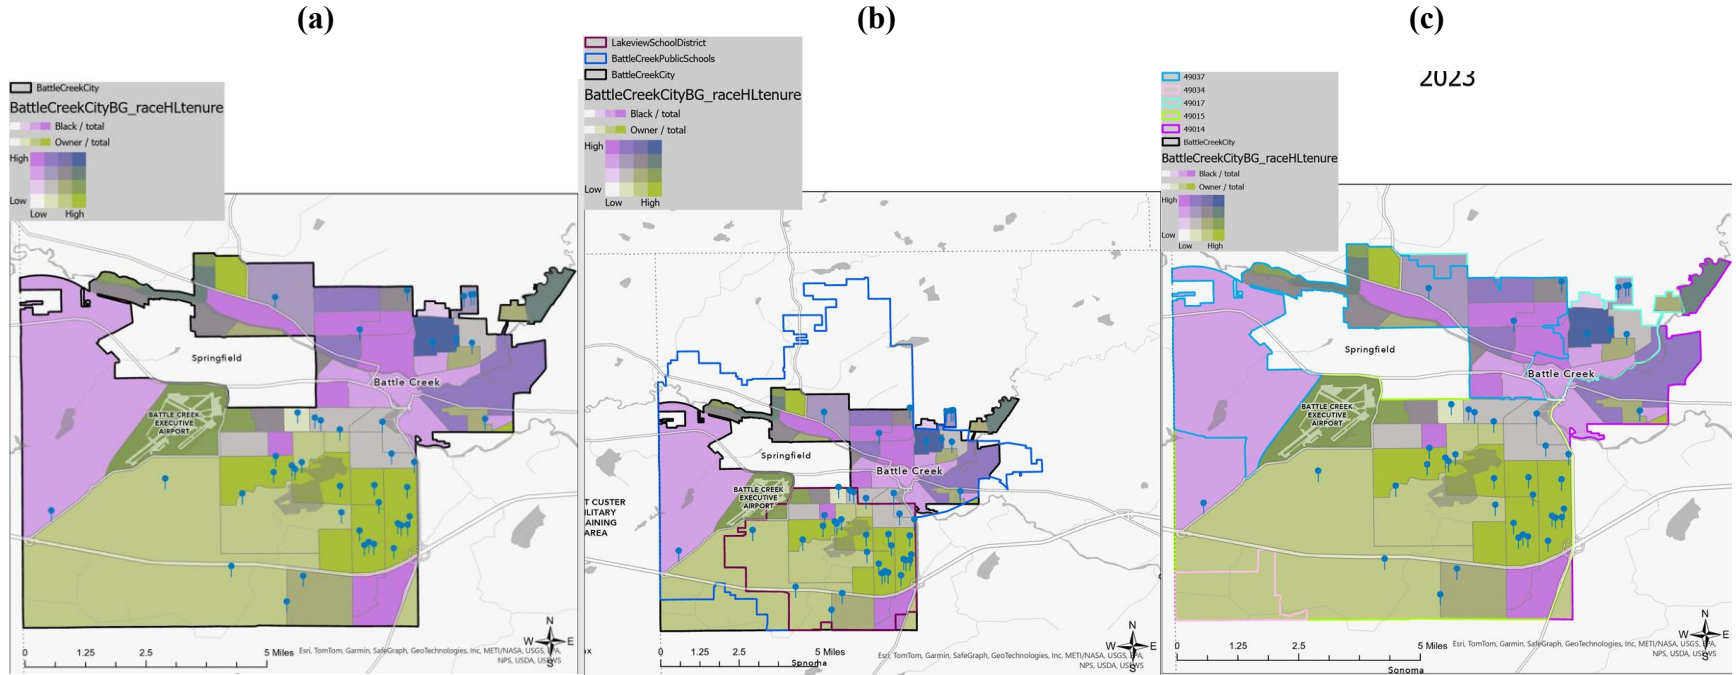 (a)
BattleCreekCity
BattleCreekCityBG_raceHLtenure
Black / total
Owner / total
High
Low
Low High
Springfield
Battle Creek
BATTLE CREEK
EXECUTIVE
AIRPORT
N
W E
S
0 1.25 2.5 5 Miles
Esri, TomTom, Garmin, SafeGraph, GeoTechnologies, Inc, METI/NASA, USGS, EPA,
NPS, USDA, USFWS
(b)
LakeviewSchoolDistrict
BattleCreekPublicSchools
BattleCreekCity
BattleCreekCityBG_raceHLtenure
Black / total
Owner / total
High
Low
Low High
Springfield
Battle Creek
BATTLE CREEK
EXECUTIVE
AIRPORT
T CUSTER
ILITARY
AINING
AREA
N
W E
S
0 1.25 2.5 5 Miles
Esri, TomTom, Garmin, SafeGraph, GeoTechnologies, Inc, METI/NASA, USGS, EPA,
NPS, USDA, USFWS
Sonoma
(c)
2023
49037
49034
49017
49015
49014
BattleCreekCity
BattleCreekCityBG_raceHLtenure
Black / total
Owner / total
High
Low
Low High
Springfield
Battle Creek
BATTLE CREEK
EXECUTIVE
AIRPORT
N
W E
S
0 1.25 2.5 5 Miles
Esri, TomTom, Garmin, SafeGraph, GeoTechnologies, Inc, METI/NASA, USGS, EPA,
NPS, USDA, USFWS
Sonoma